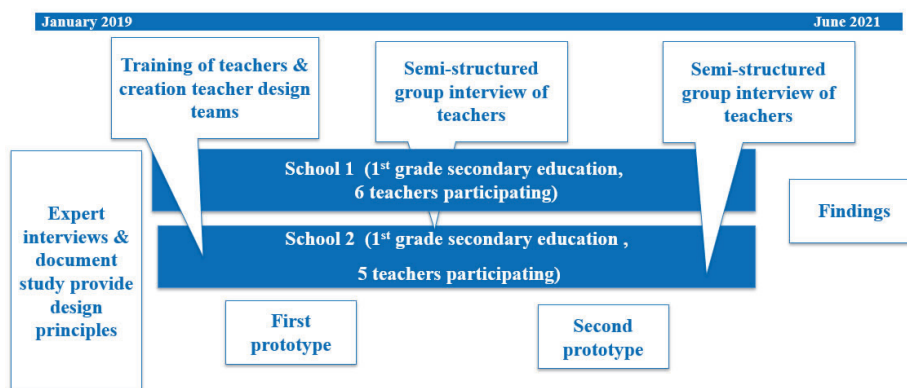 January 2019
June 2021
Training of teachers &
creation teacher design
teams
Semi-structured
group interview of
teachers
Semi-structured
group interview of
teachers
Expert
interviews &
document
study provide
design
principles
School 1 (1st grade secondary education,
6 teachers participating)
School 2 (1st grade secondary education ,
5 teachers participating)
Findings
First
prototype
Second
prototype